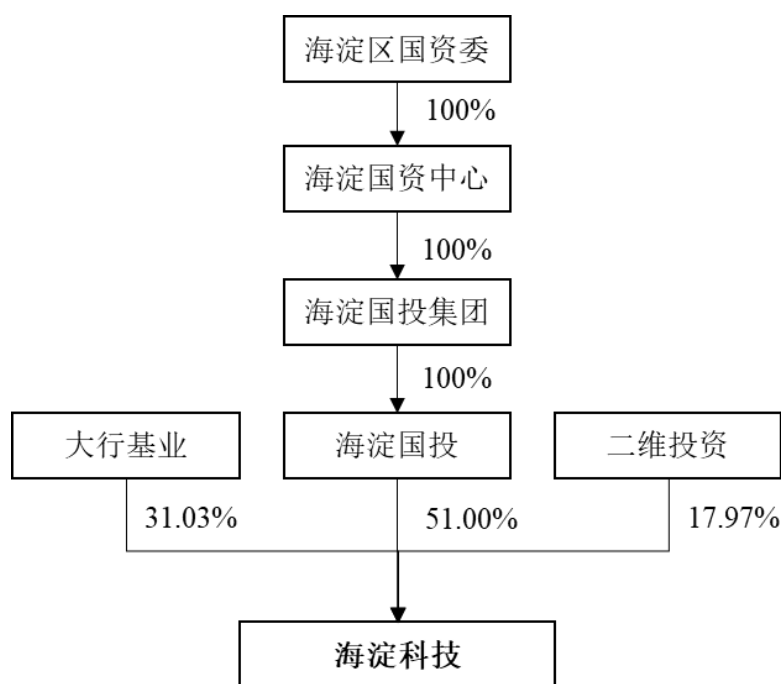 海淀区国资委
100%
海淀国资中心
100%
海淀国投集团
100%
大行基业
海淀国投
二维投资
31.03%
51.00%
17.97%
海淀科技